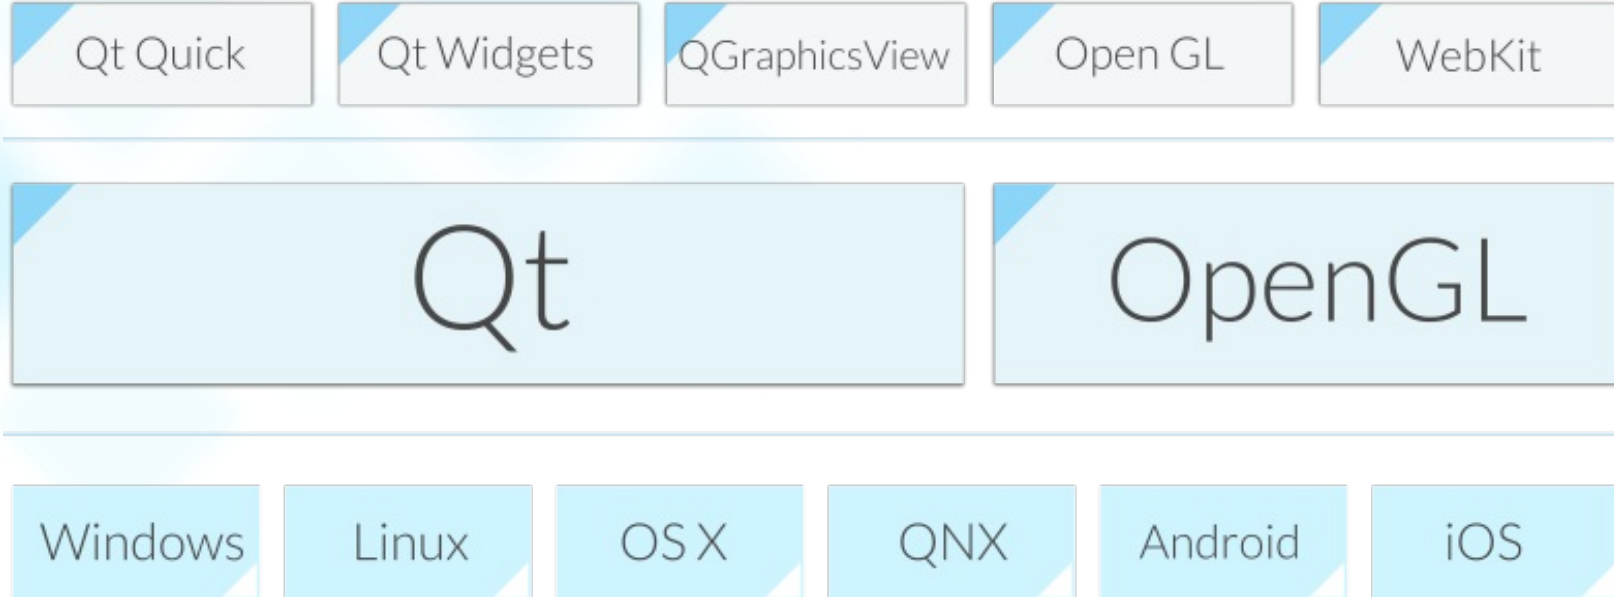 Qt Quick
Qt Widgets
QGraphicsView
Open GL
WebKit
Qt
OpenGL
Windows
Linux
OS X
QNX
Android
iOS